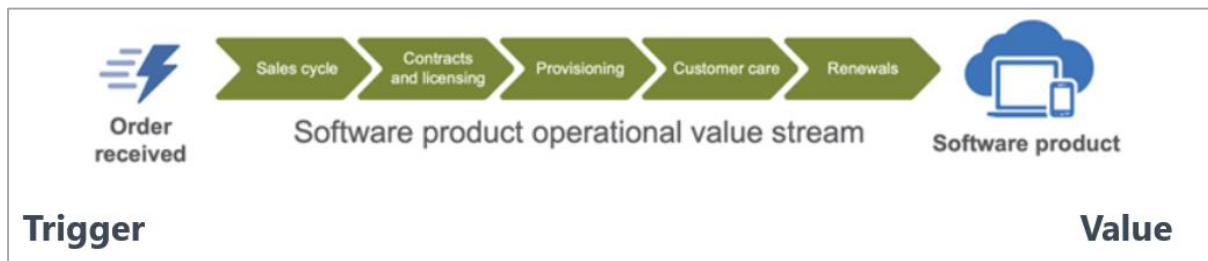 Sales cycle
Contracts
and licensing
Provisioning
Customer care
Renewals
Order
received
Software product operational value stream
Software product
Trigger
Value